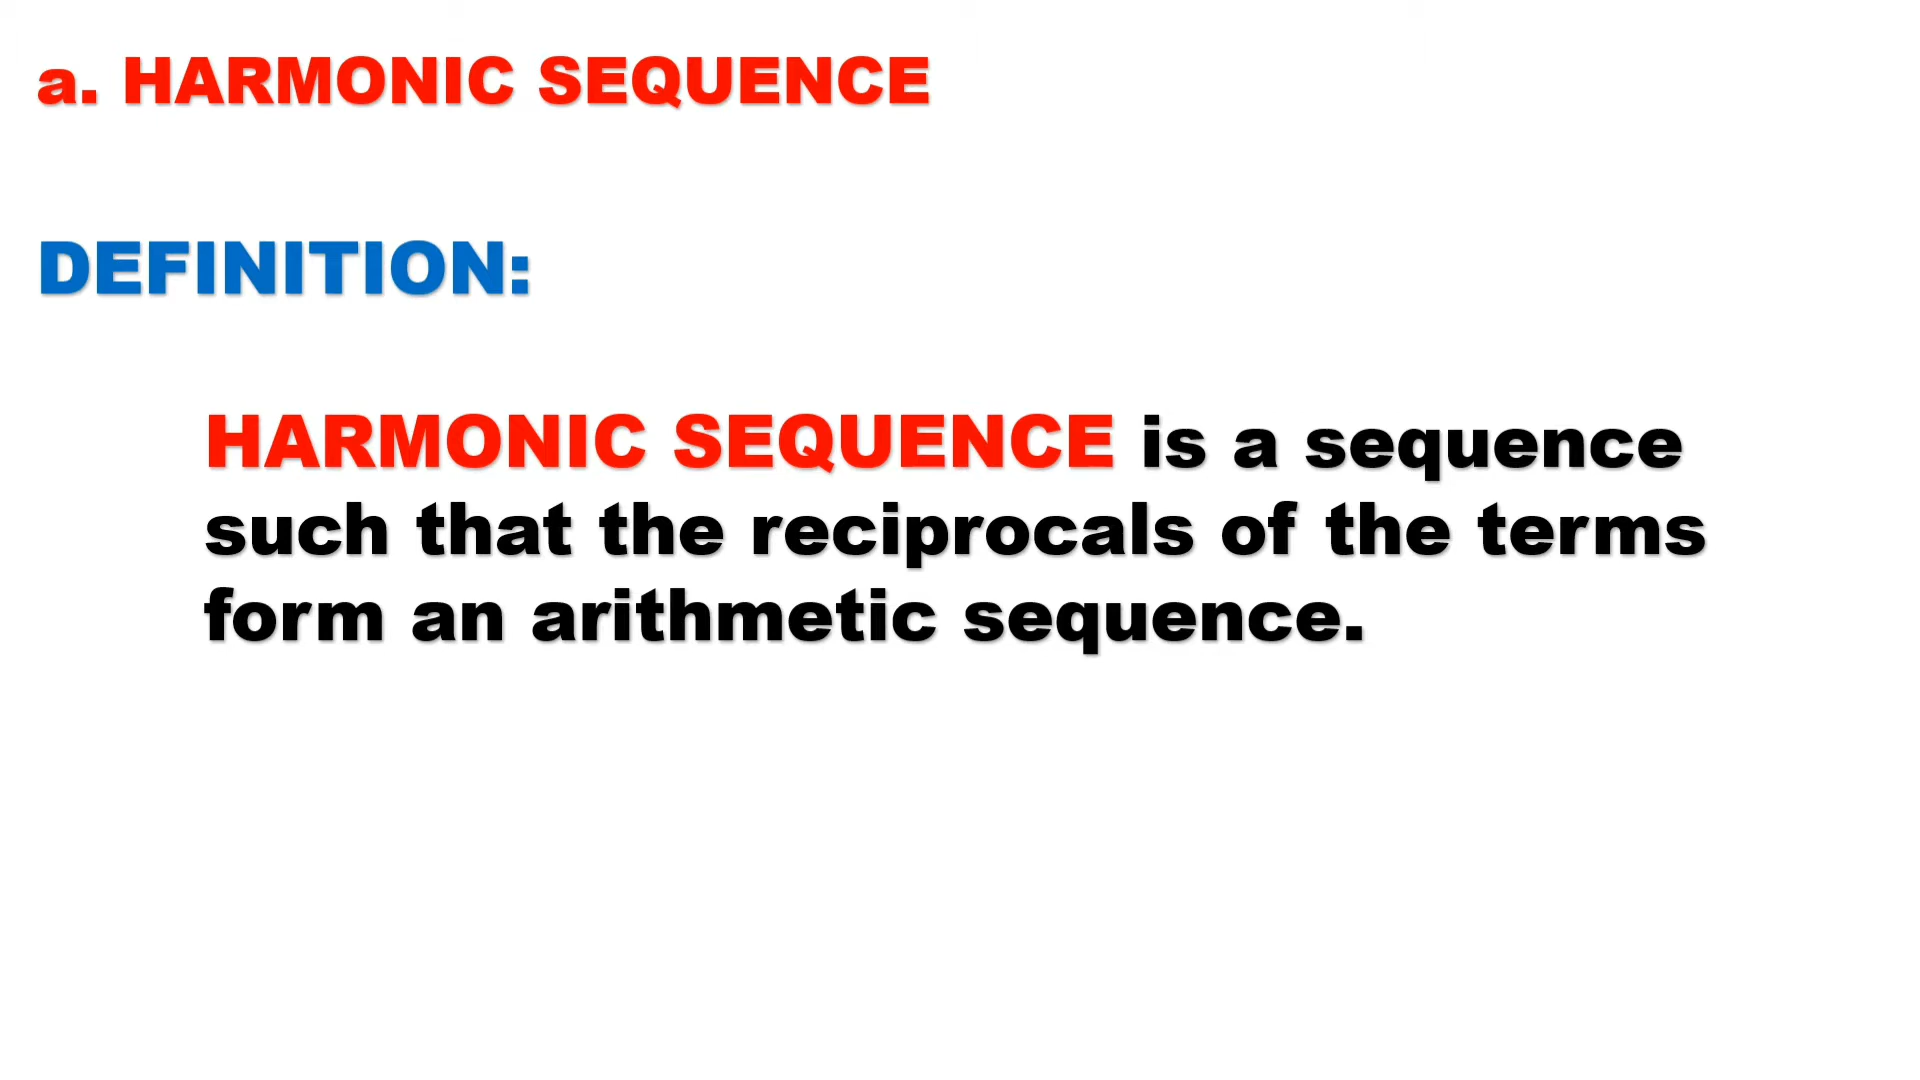 a. HARMONIC SEQUENCE
DEFINITION:
HARMONIC SEQUENCE is a sequence
such that the reciprocals of the terms
form an arithmetic sequence.